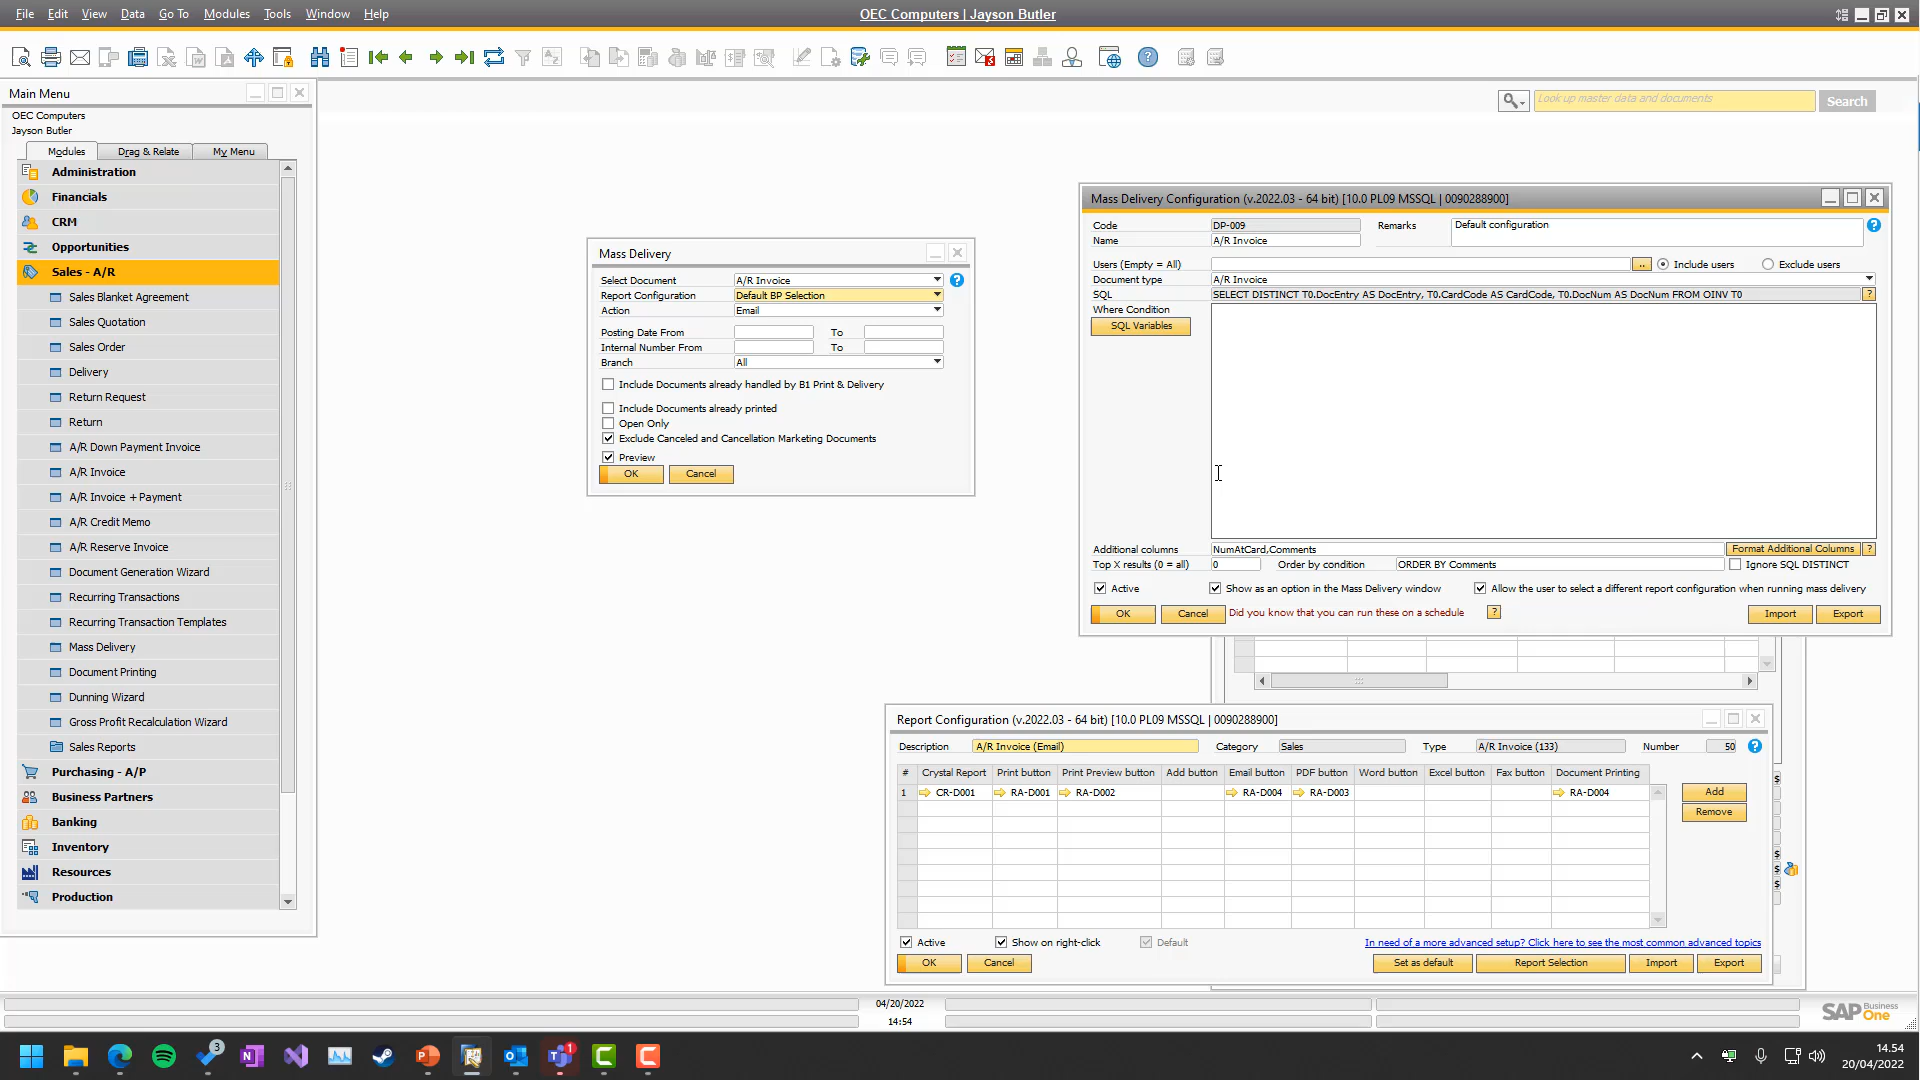 File Edit View Data Go To Modules Tools Window Help
OEC Computers | Jayson Butler
Look up master data and documents
Search
Main Menu
OEC Computers
Jayson Butler
Modules Drag & Relate My Menu
Administration
Financials
CRM
Opportunities
Sales - A/R
Sales Blanket Agreement
Sales Quotation
Sales Order
Delivery
Return Request
Return
A/R Down Payment Invoice
A/R Invoice
A/R Invoice + Payment
A/R Credit Memo
A/R Reserve Invoice
Document Generation Wizard
Recurring Transactions
Recurring Transaction Templates
Mass Delivery
Document Printing
Dunning Wizard
Gross Profit Recalculation Wizard
Sales Reports
Purchasing - A/P
Business Partners
Banking
Inventory
Resources
Production
Mass Delivery
Select Document A/R Invoice
Report Configuration Default BP Selection
Action Email
Posting Date From To
Internal Number From To
Branch All
Include Documents already handled by B1 Print & Delivery
Include Documents already printed
Open Only
Exclude Canceled and Cancellation Marketing Documents
Preview
OK Cancel
Mass Delivery Configuration (v.2022.03 - 64 bit) [10.0 PL09 MSSQL | 0090288900]
Code DP-009 Remarks Default configuration
Name A/R Invoice
Users (Empty = All) .. Include users Exclude users
Document type A/R Invoice
SQL SELECT DISTINCT T0.DocEntry AS DocEntry, T0.CardCode AS CardCode, T0.DocNum AS DocNum FROM OINV T0 ?
Where Condition
SQL Variables
Additional columns NumAtCard,Comments Format Additional Columns ?
Top X results (0 = all) 0 Order by condition ORDER BY Comments Ignore SQL DISTINCT
Active Show as an option in the Mass Delivery window Allow the user to select a different report configuration when running mass delivery
OK Cancel Did you know that you can run these on a schedule ? Import Export
Report Configuration (v.2022.03 - 64 bit) [10.0 PL09 MSSQL | 0090288900]
Description A/R Invoice (Email) Category Sales Type A/R Invoice (133) Number 50
# Crystal Report Print button Print Preview button Add button Email button PDF button Word button Excel button Fax button Document Printing
1 CR-D001 RA-D001 RA-D002 RA-D004 RA-D003 RA-D004
Add
Remove
Active Show on right-click Default In need of a more advanced setup? Click here to see the most common advanced topics
OK Cancel Set as default Report Selection Import Export
$
$
$
$
04/20/2022
14:54
SAP Business One
3
1
14.54
20/04/2022